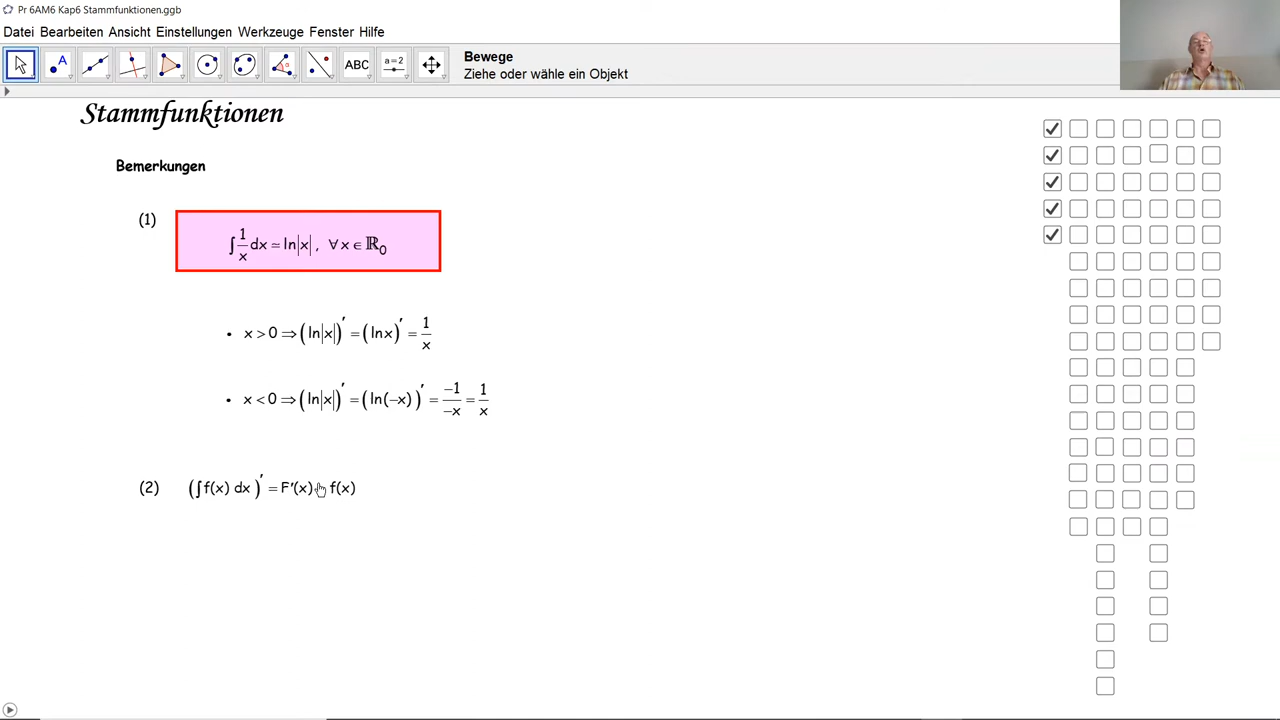 Pr 6AM6 Kap6 Stammfunktionen.ggb
Datei Bearbeiten Ansicht Einstellungen Werkzeuge Fenster Hilfe
A ABC a=2
Bewege
Ziehe oder wähle ein Objekt
Stammfunktionen
Bemerkungen
(1) ∫ 1/x dx ≃ ln|x| , ∀ x ∈ ℝ₀
• x > 0 ⇒ (ln|x|)′ = (lnx)′ = 1/x
• x < 0 ⇒ (ln|x|)′ = (ln(−x))′ = −1/−x = 1/x
(2) (∫ f(x) dx)′ = F′(x) = f(x)